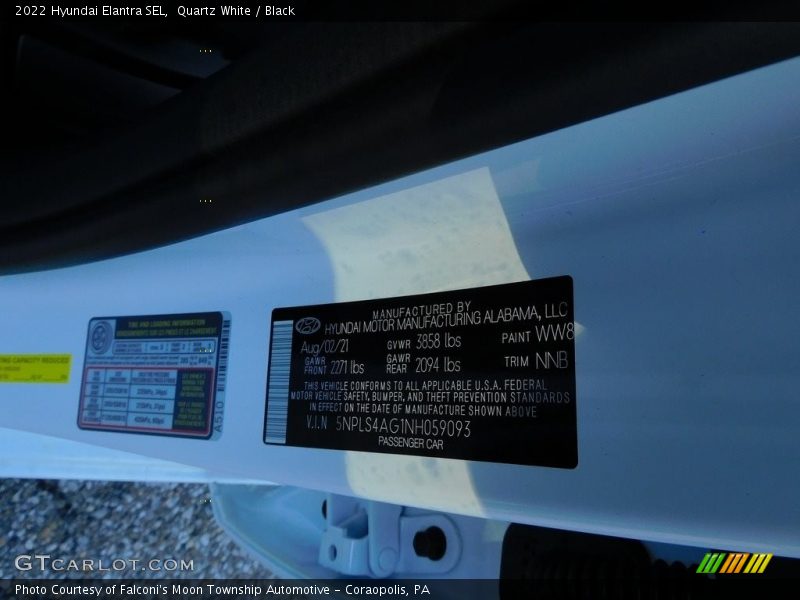 2022 Hyundai Elantra SEL,  Quartz White / Black
MANUFACTURED BY
HYUNDAI MOTOR MANUFACTURING ALABAMA, LLC
Aug/02/21 GVWR 3858 lbs PAINT WW8
GAWR FRONT 2271 lbs GAWR REAR 2094 lbs TRIM NNB
THIS VEHICLE CONFORMS TO ALL APPLICABLE U.S.A. FEDERAL
MOTOR VEHICLE SAFETY, BUMPER, AND THEFT PREVENTION STANDARDS
IN EFFECT ON THE DATE OF MANUFACTURE SHOWN ABOVE
V.I.N 5NPLS4AG1NH059093
PASSENGER CAR
TIRE AND LOADING INFORMATION
A510
CAPACITY REDUCED
GTCARLOT.COM
Photo Courtesy of Falconi's Moon Township Automotive - Coraopolis, PA